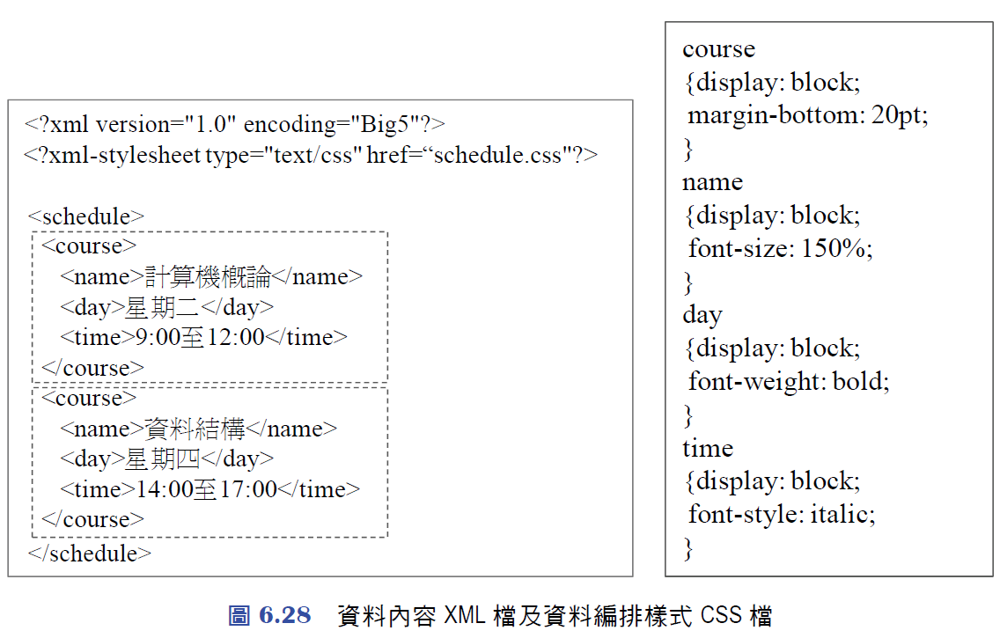 <?xml version="1.0" encoding="Big5"?>
<?xml-stylesheet type="text/css" href=“schedule.css"?>
<schedule>
<course>
<name>計算機概論</name>
<day>星期二</day>
<time>9:00至12:00</time>
</course>
<course>
<name>資料結構</name>
<day>星期四</day>
<time>14:00至17:00</time>
</course>
</schedule>
course
{display: block;
margin-bottom: 20pt;
}
name
{display: block;
font-size: 150%;
}
day
{display: block;
font-weight: bold;
}
time
{display: block;
font-style: italic;
}
圖 6.28 資料內容 XML 檔及資料編排樣式 CSS 檔